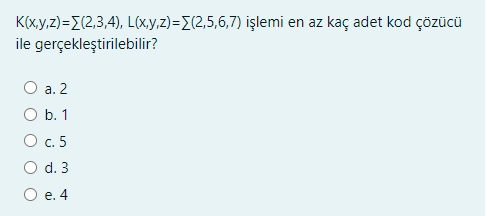 K(x,y,z)=∑(2,3,4), L(x,y,z)=∑(2,5,6,7) işlemi en az kaç adet kod çözücü
ile gerçekleştirilebilir?
a. 2
b. 1
c. 5
d. 3
e. 4